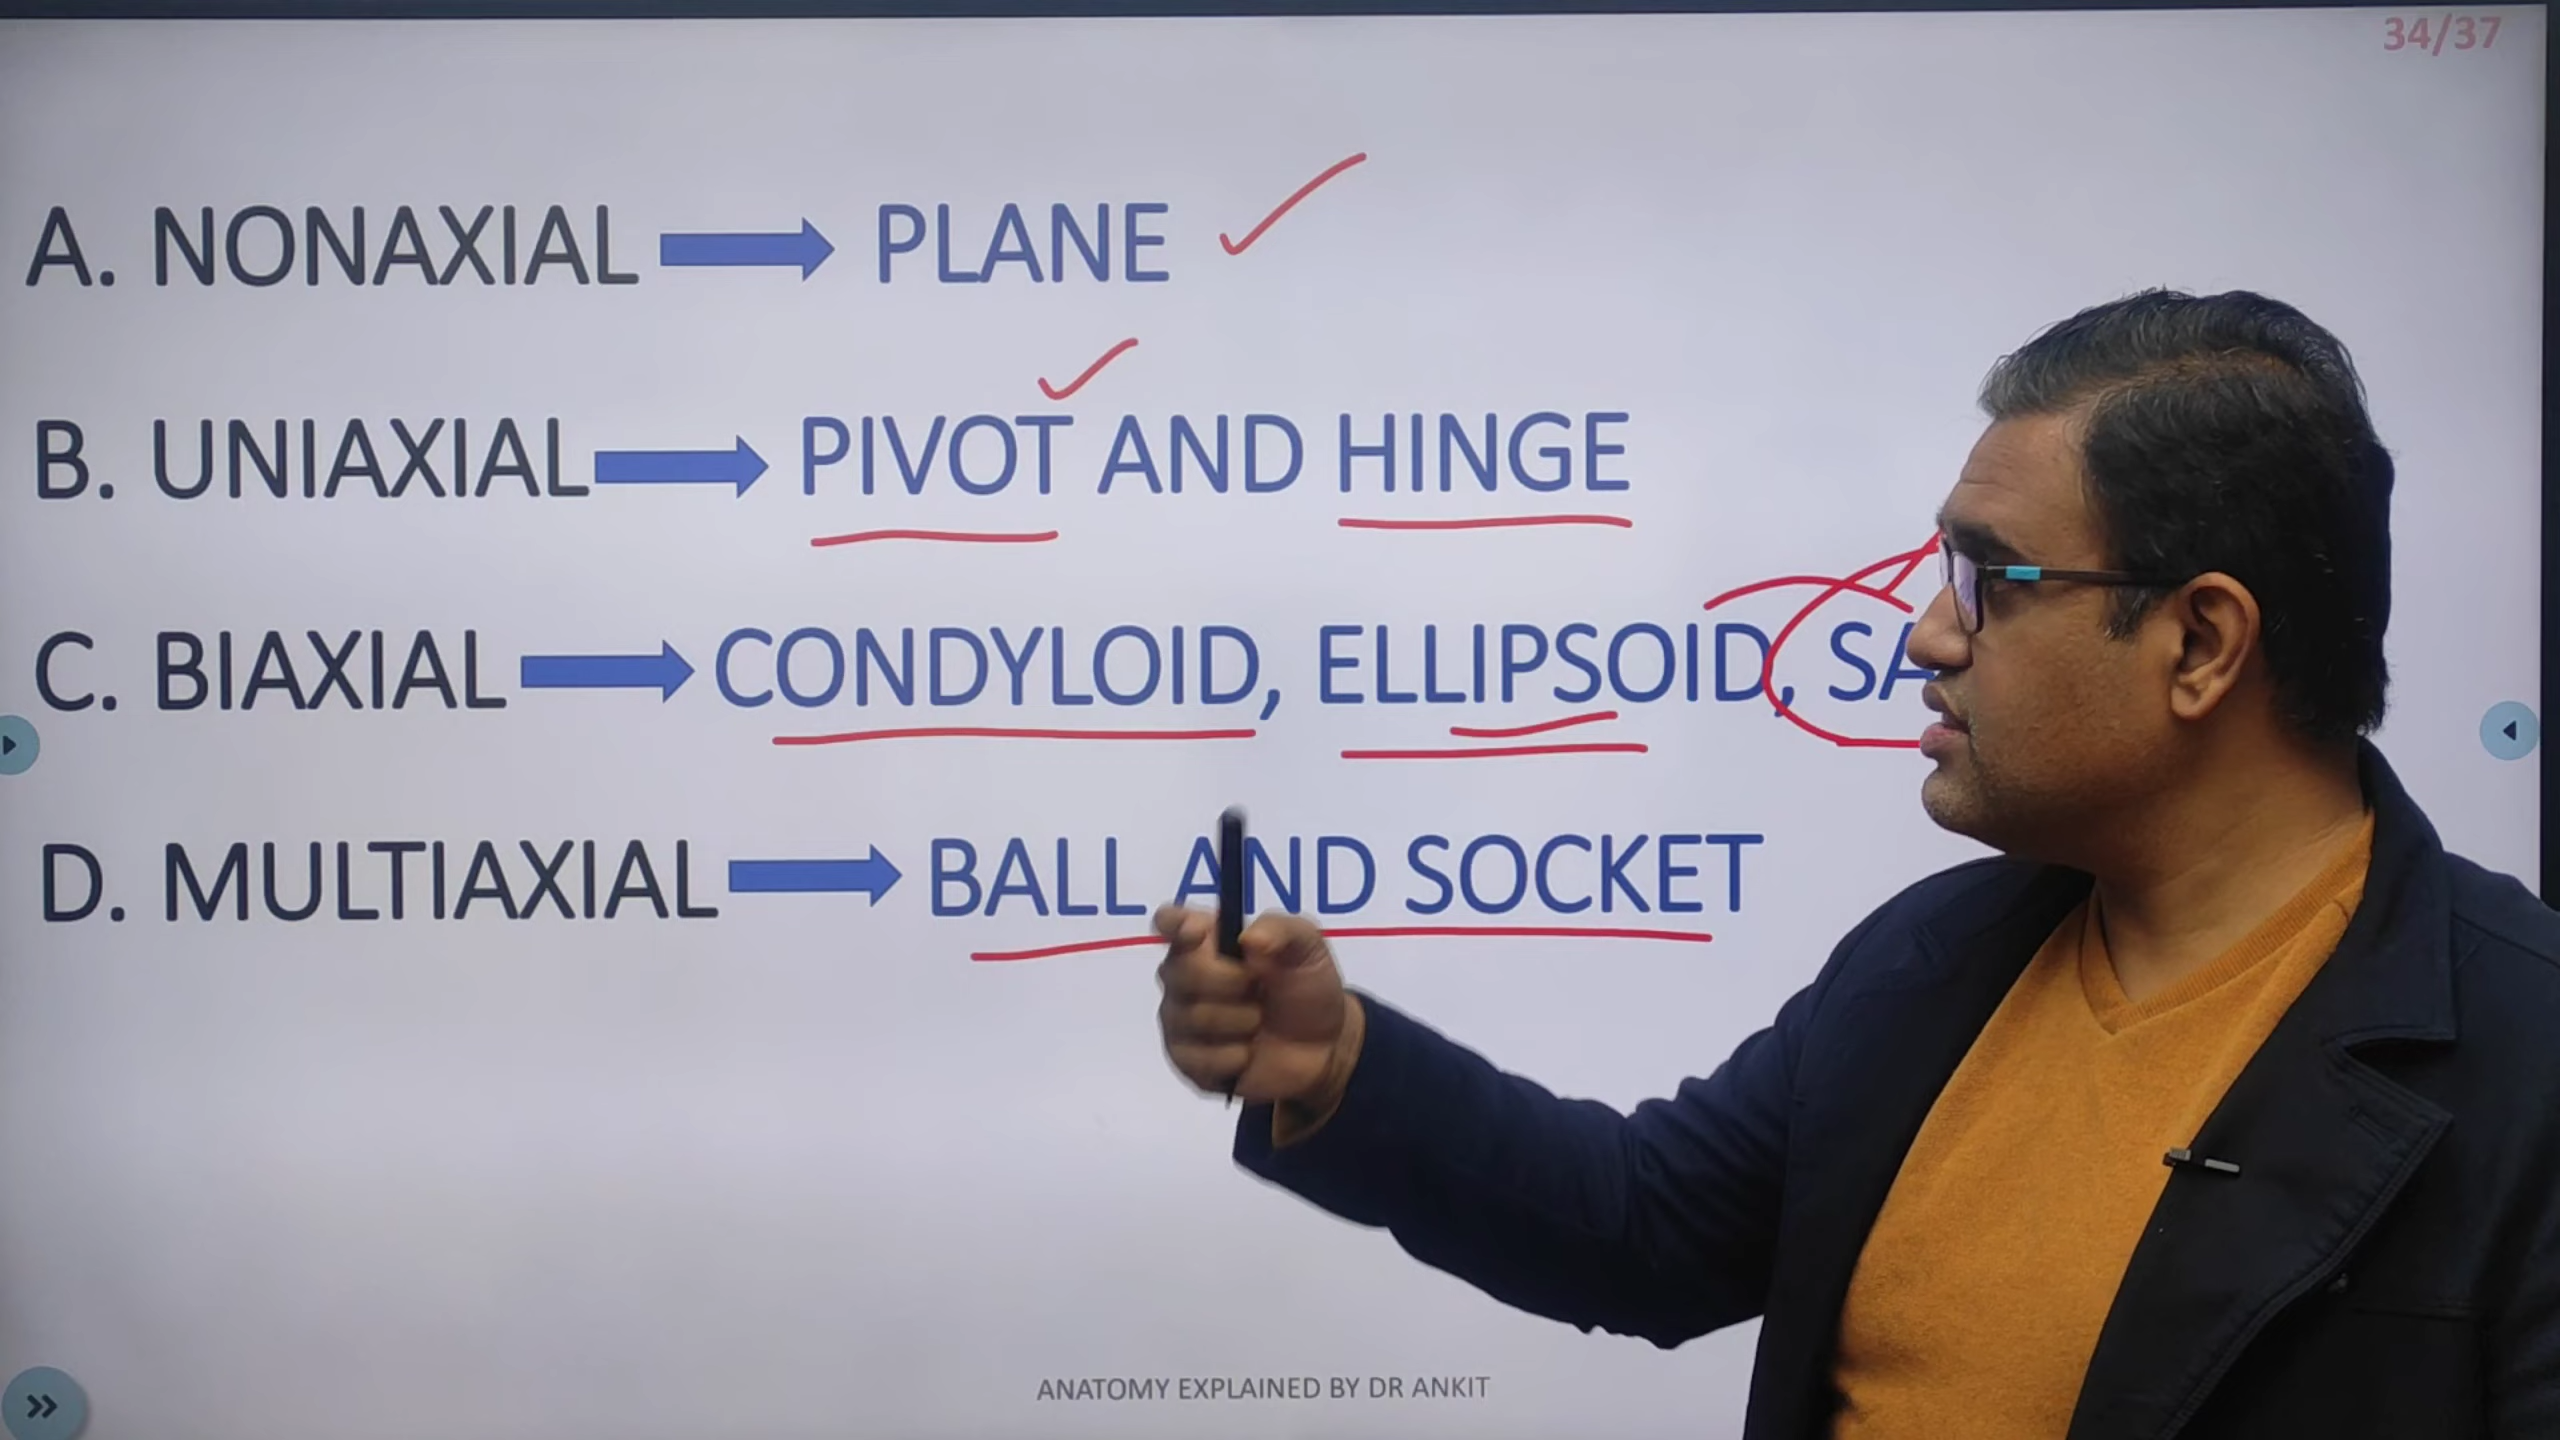 34/37
A. NONAXIAL PLANE
B. UNIAXIAL PIVOT AND HINGE
C. BIAXIAL CONDYLOID, ELLIPSOID,
D. MULTIAXIAL BALL AND SOCKET
ANATOMY EXPLAINED BY DR ANKIT